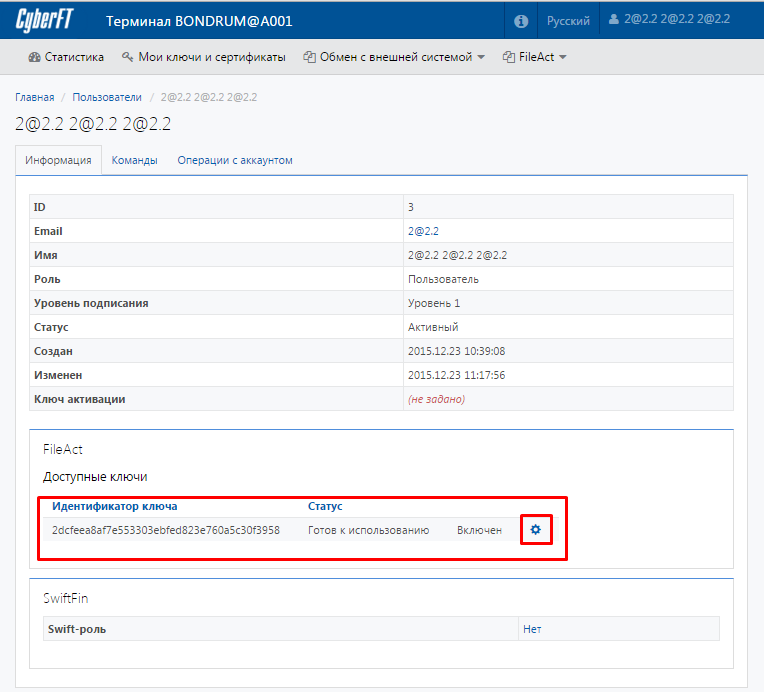 CyberFT Терминал BONDRUM@A001 Русский 2@2.2 2@2.2 2@2.2
Статистика Мои ключи и сертификаты Обмен с внешней системой FileAct
Главная / Пользователи / 2@2.2 2@2.2 2@2.2
2@2.2 2@2.2 2@2.2
Информация Команды Операции с аккаунтом
ID 3
Email 2@2.2
Имя 2@2.2 2@2.2 2@2.2
Роль Пользователь
Уровень подписания Уровень 1
Статус Активный
Создан 2015.12.23 10:39:08
Изменен 2015.12.23 11:17:56
Ключ активации (не задано)
FileAct
Доступные ключи
Идентификатор ключа Статус
2dcfeea8af7e553303ebfed823e760a5c30f3958 Готов к использованию Включен
SwiftFin
Swift-роль Нет